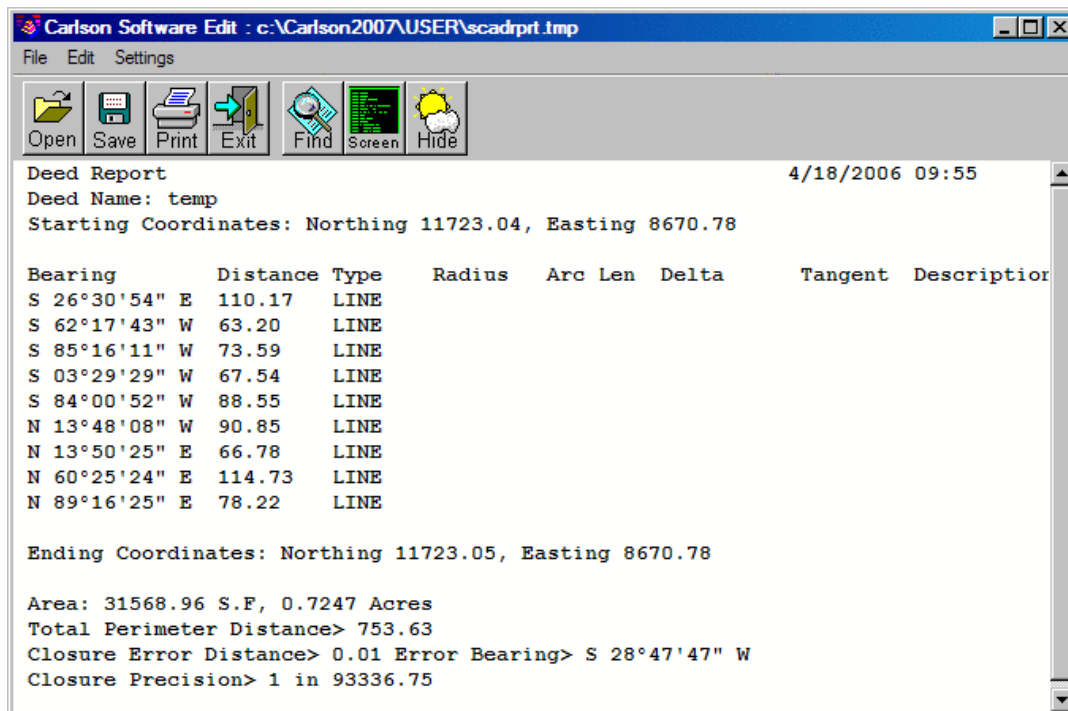 Carlson Software Edit : c:\Carlson2007\USER\scadrprt.tmp
File Edit Settings
Open Save Print Exit Find Screen Hide
Deed Report 4/18/2006 09:55
Deed Name: temp
Starting Coordinates: Northing 11723.04, Easting 8670.78
Bearing Distance Type Radius Arc Len Delta Tangent Description
S 26°30'54" E 110.17 LINE
S 62°17'43" W 63.20 LINE
S 85°16'11" W 73.59 LINE
S 03°29'29" W 67.54 LINE
S 84°00'52" W 88.55 LINE
N 13°48'08" W 90.85 LINE
N 13°50'25" E 66.78 LINE
N 60°25'24" E 114.73 LINE
N 89°16'25" E 78.22 LINE
Ending Coordinates: Northing 11723.05, Easting 8670.78
Area: 31568.96 S.F, 0.7247 Acres
Total Perimeter Distance> 753.63
Closure Error Distance> 0.01 Error Bearing> S 28°47'47" W
Closure Precision> 1 in 93336.75